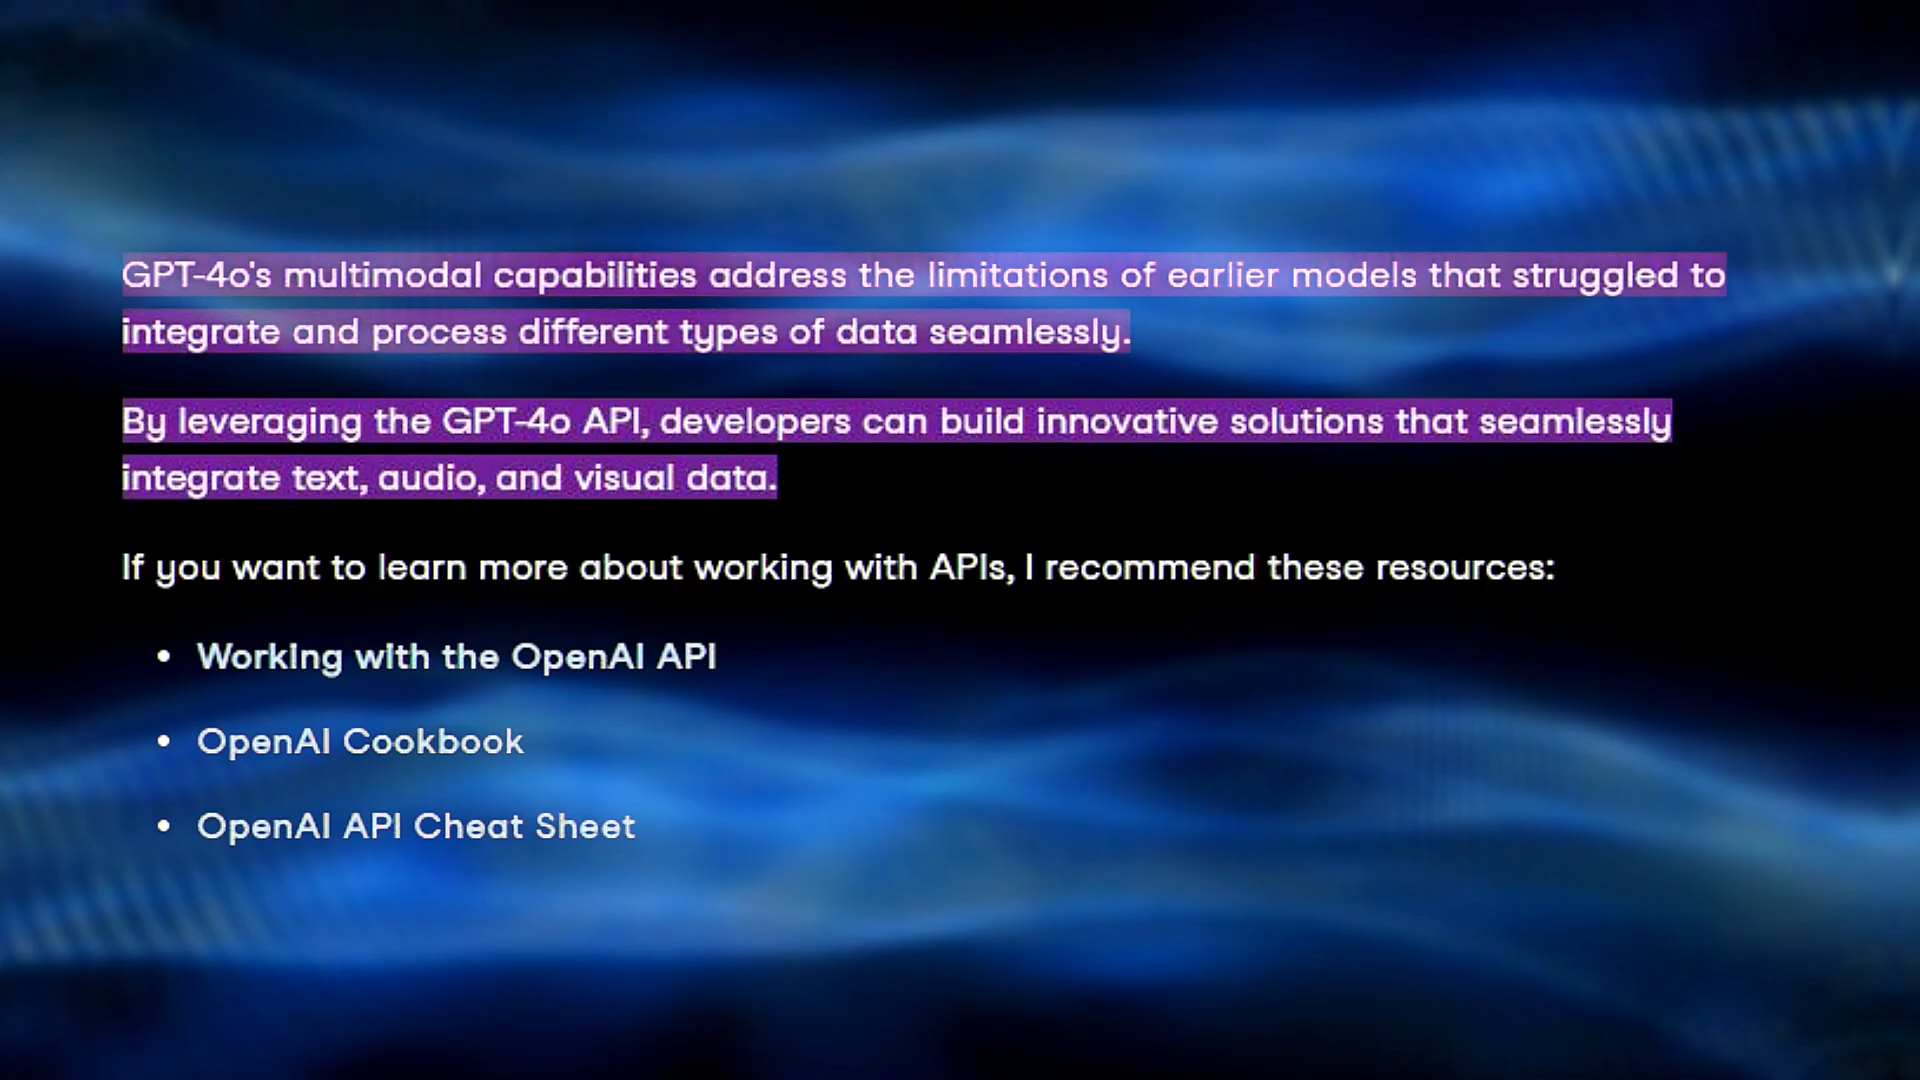 GPT-4o's multimodal capabilities address the limitations of earlier models that struggled to
integrate and process different types of data seamlessly.
By leveraging the GPT-4o API, developers can build innovative solutions that seamlessly
integrate text, audio, and visual data.
If you want to learn more about working with APIs, I recommend these resources:
• Working with the OpenAI API
• OpenAI Cookbook
• OpenAI API Cheat Sheet